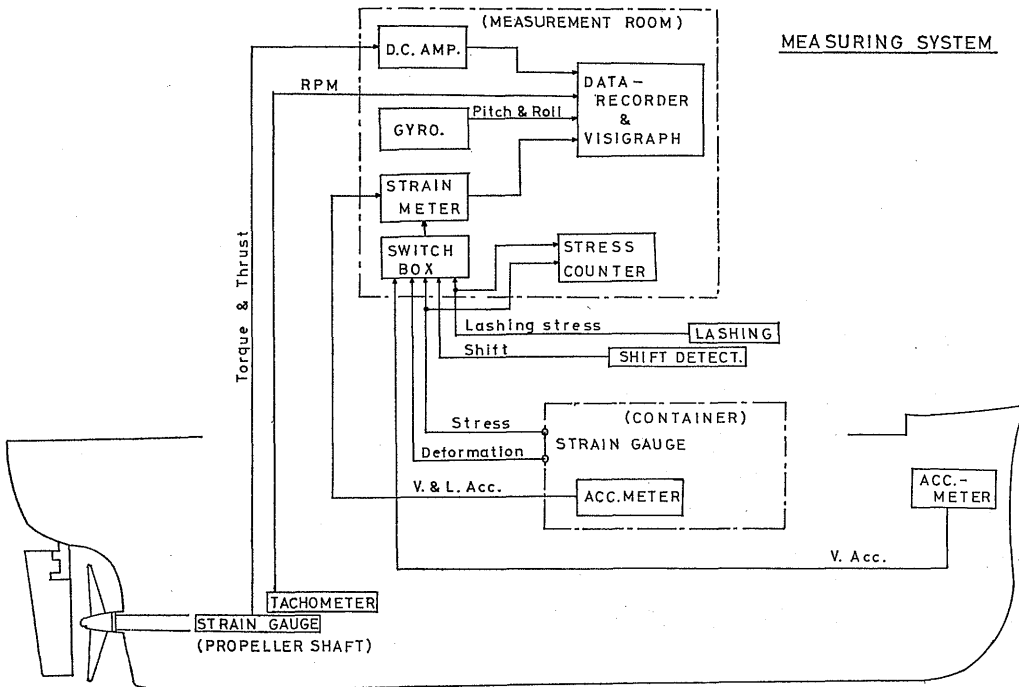 (MEASUREMENT ROOM)
MEASURING SYSTEM
D.C. AMP.
RPM
DATA-
RECORDER
&
VISIGRAPH
Pitch & Roll
GYRO.
STRAIN
METER
SWITCH
BOX
STRESS
COUNTER
Torque & Thrust
Lashing stress
LASHING
Shift
SHIFT DETECT.
(CONTAINER)
Stress
STRAIN GAUGE
Deformation
V. & L. Acc.
ACC.METER
ACC.-
METER
V. Acc.
TACHOMETER
STRAIN GAUGE
(PROPELLER SHAFT)